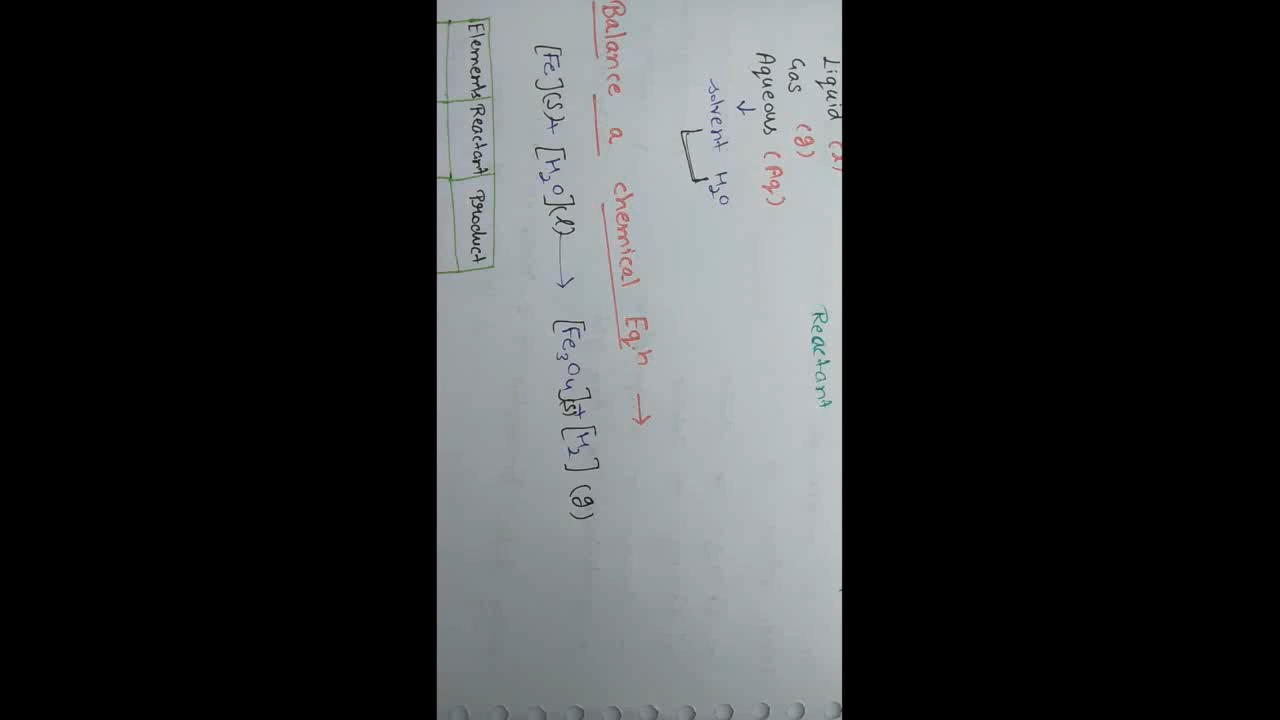 Liquid (l)
Gas (g)
Aqueous (Aq)
solvent H₂O
Reactant
Balance a chemical Eq.n →
[Fe](s) + [H₂O](l) → [Fe₃O₄](s) + [H₂] (g)
Elements Reactant Product